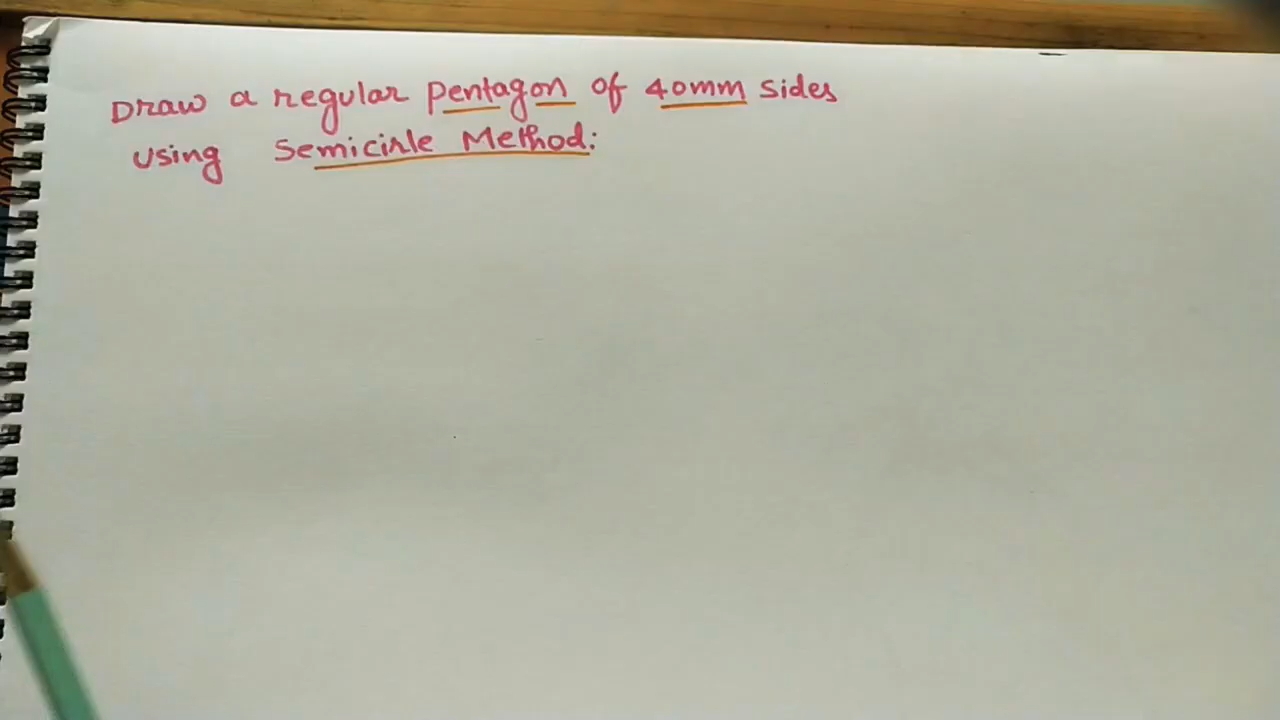 Draw a regular pentagon of 40mm sides
using Semicirle Method: